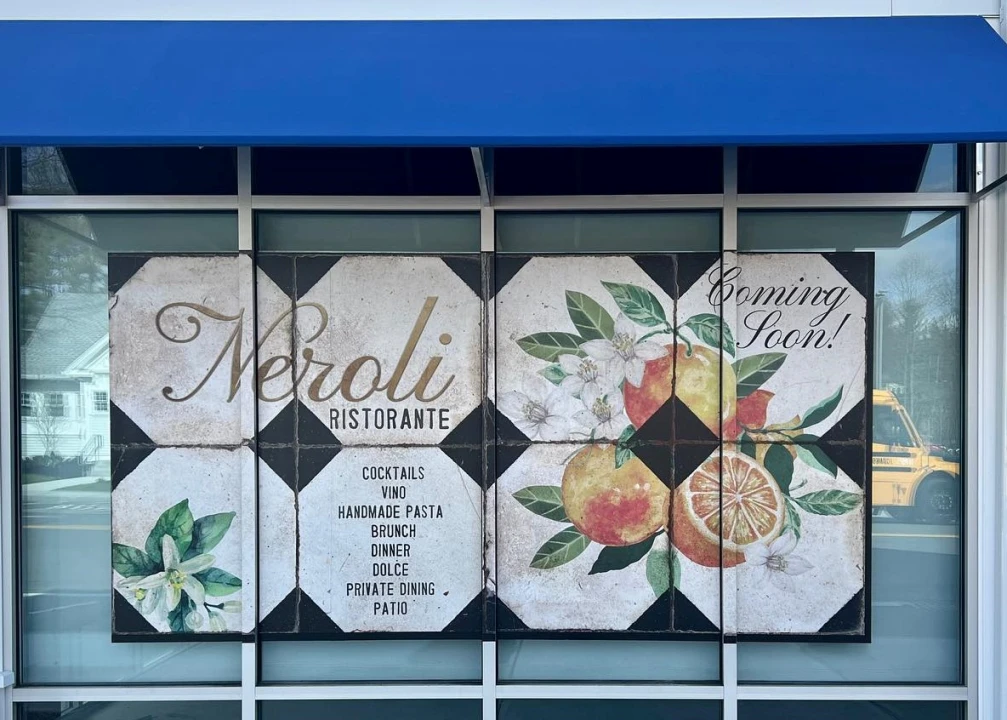 Neroli
RISTORANTE
COCKTAILS
VINO
HANDMADE PASTA
BRUNCH
DINNER
DOLCE
PRIVATE DINING
PATIO
Coming
Soon!